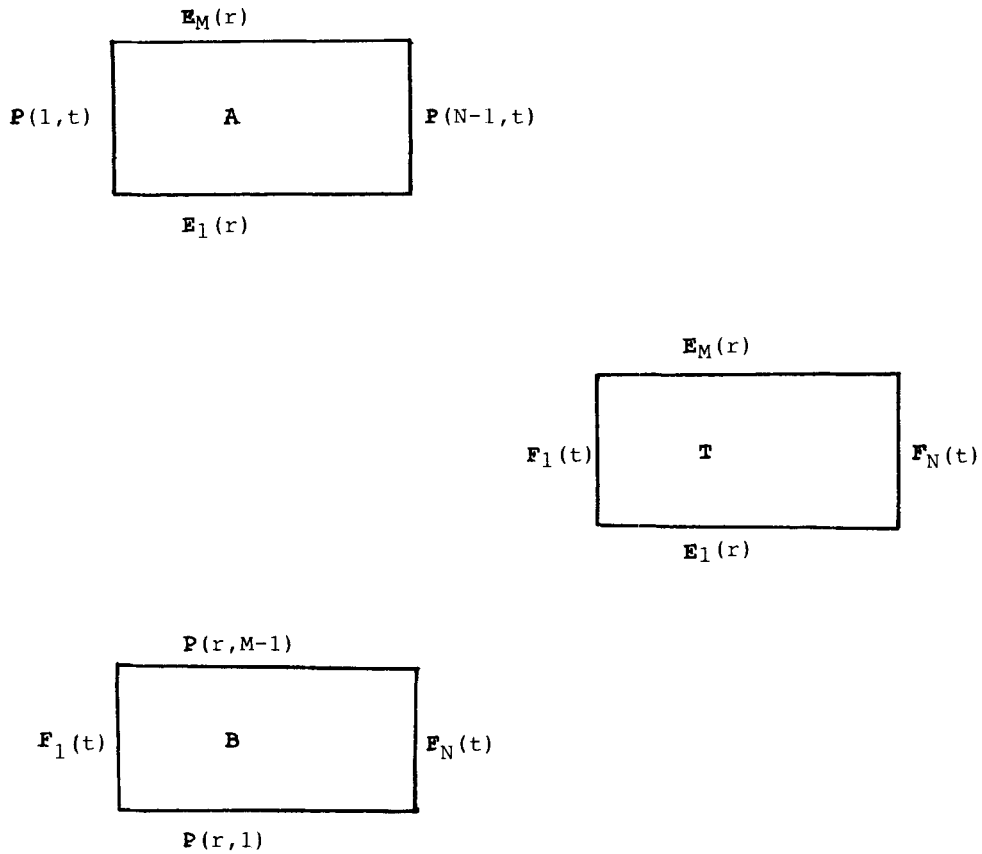 E_M(r)
P(1,t) A P(N-1,t)
E_1(r)
E_M(r)
F_1(t) T F_N(t)
E_1(r)
P(r,M-1)
F_1(t) B F_N(t)
P(r,1)